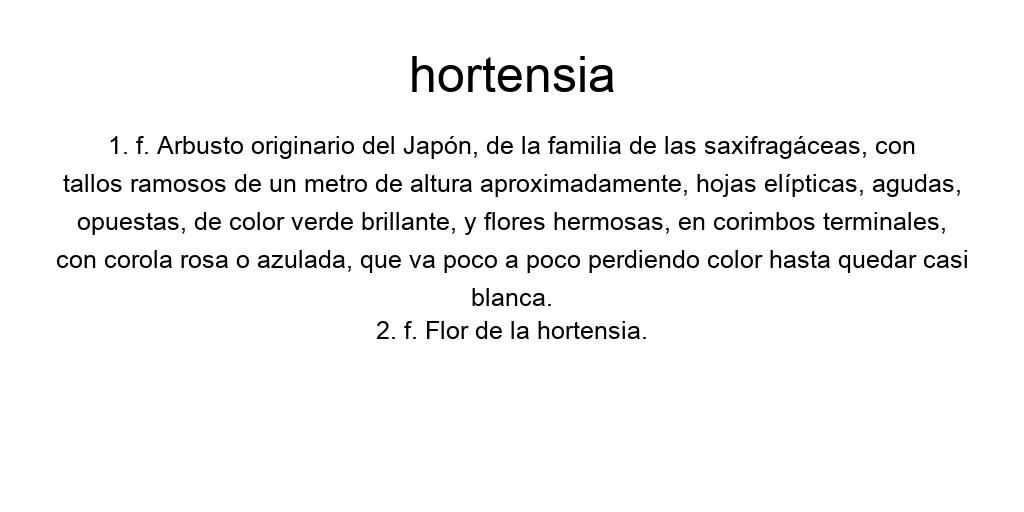 hortensia
1. f. Arbusto originario del Japón, de la familia de las saxifragáceas, con
tallos ramosos de un metro de altura aproximadamente, hojas elípticas, agudas,
opuestas, de color verde brillante, y flores hermosas, en corimbos terminales,
con corola rosa o azulada, que va poco a poco perdiendo color hasta quedar casi
blanca.
2. f. Flor de la hortensia.